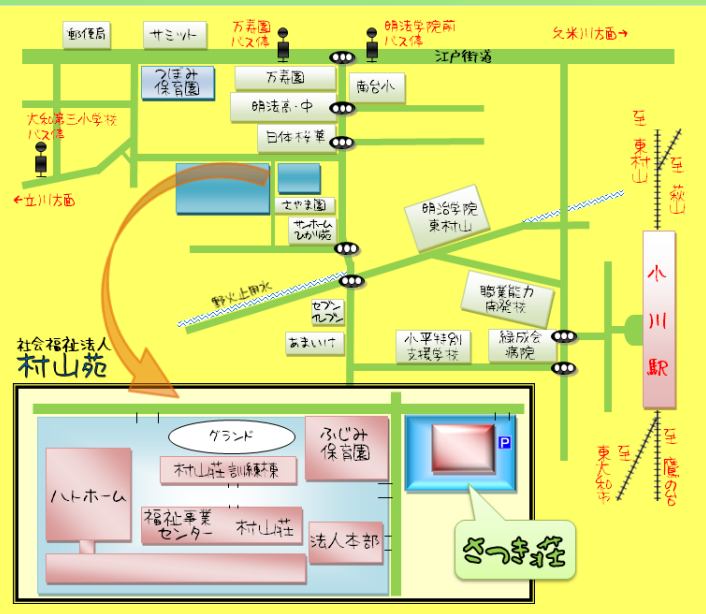 郵便局
サミット
万寿園
バス停
明法学院前
バス停
久米川方面→
江戸街道
つぼみ
保育園
万寿園
南台小
明法高・中
日体桜華
大和第三小学校
バス停
←立川方面
さやま園
サンホーム
ひかり苑
明治学院
東村山
至 東村山
至 萩山
野火止用水
セブン
イレブン
職業能力
開発校
小川駅
あまいけ
小平特別
支援学校
緑成会
病院
社会福祉法人
村山苑
グランド
ふじみ
保育園
P
村山荘訓練棟
ハトホーム
福祉事業
センター
村山荘
法人本部
さつき荘
至 東大和市
至 鷹の台